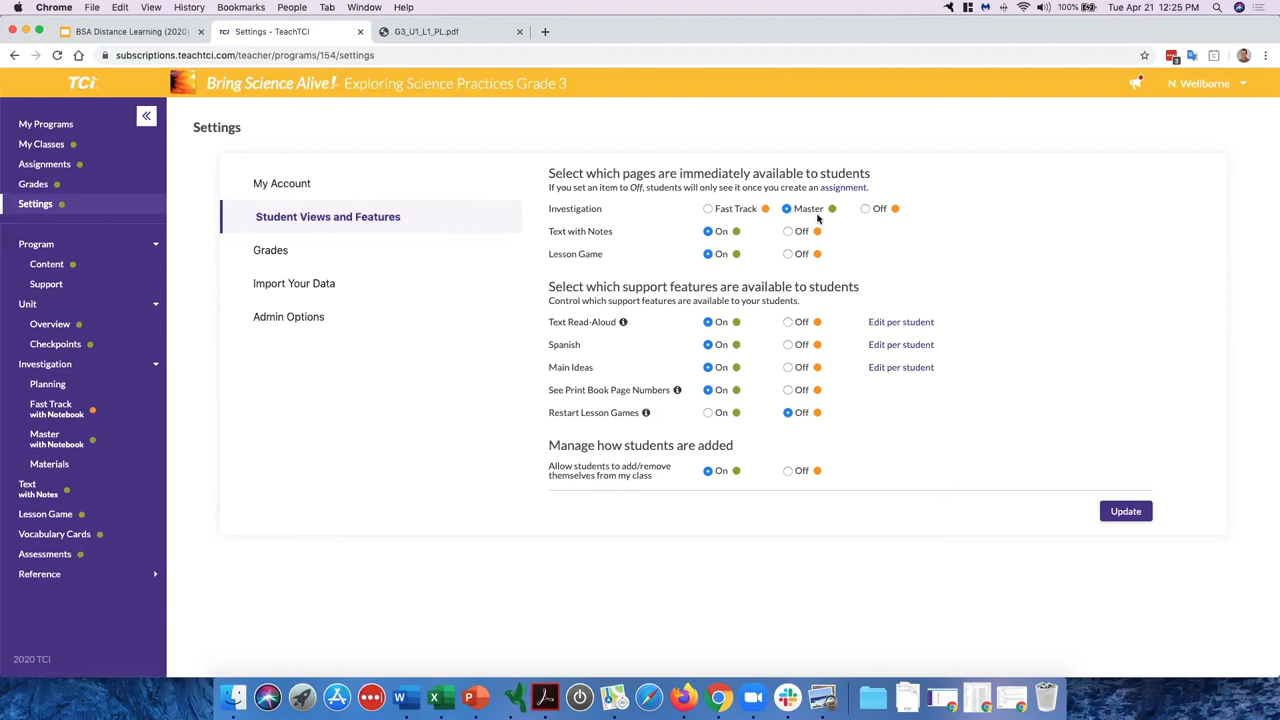 Chrome File Edit View History Bookmarks People Tab Window Help 100% Tue Apr 21 12:25 PM
BSA Distance Learning (2020) Settings - TeachTCI G3_U1_L1_PL.pdf
subscriptions.teachtci.com/teacher/programs/154/settings
TCi Bring Science Alive! Exploring Science Practices Grade 3 N. Wellborne
My Programs
My Classes
Assignments
Grades
Settings
Program
Content
Support
Unit
Overview
Checkpoints
Investigation
Planning
Fast Track
with Notebook
Master
with Notebook
Materials
Text
with Notes
Lesson Game
Vocabulary Cards
Assessments
Reference
2020 TCI
Settings
My Account
Student Views and Features
Grades
Import Your Data
Admin Options
Select which pages are immediately available to students
If you set an item to Off, students will only see it once you create an assignment.
Investigation Fast Track Master Off
Text with Notes On Off
Lesson Game On Off
Select which support features are available to students
Control which support features are available to your students.
Text Read-Aloud On Off Edit per student
Spanish On Off Edit per student
Main Ideas On Off Edit per student
See Print Book Page Numbers On Off
Restart Lesson Games On Off
Manage how students are added
Allow students to add/remove
themselves from my class On Off
Update